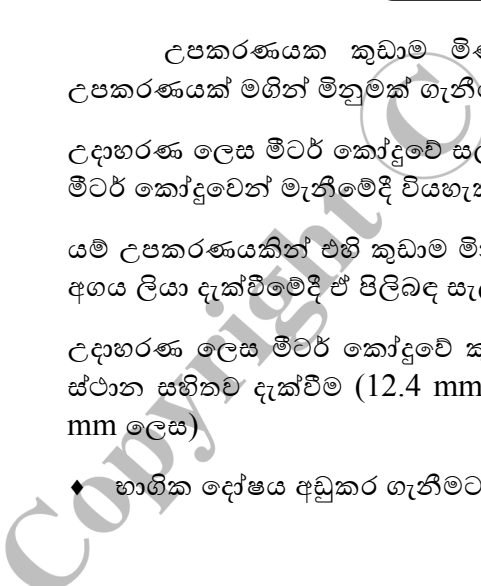 උපකරණයක කුඩාම
උපකරණයක් මගින් මිනුමක්
උදාහරණ ලෙස මීටර් කෝදුවේ
මීටර් කෝදුවෙන් මැනීමේදී
යම් උපකරණයකින් එහි කුඩාම
අගය ලියා දැක්වීමේදී ඒ පිලිබඳ
උදාහරණ ලෙස මීටර් කෝදුවේ
ස්ථාන සහිතව දැක්වීම (12.4 mm
mm ලෙස)
♦ භාගික දෝෂය අඩුකර ගැනීමට
Copyright C